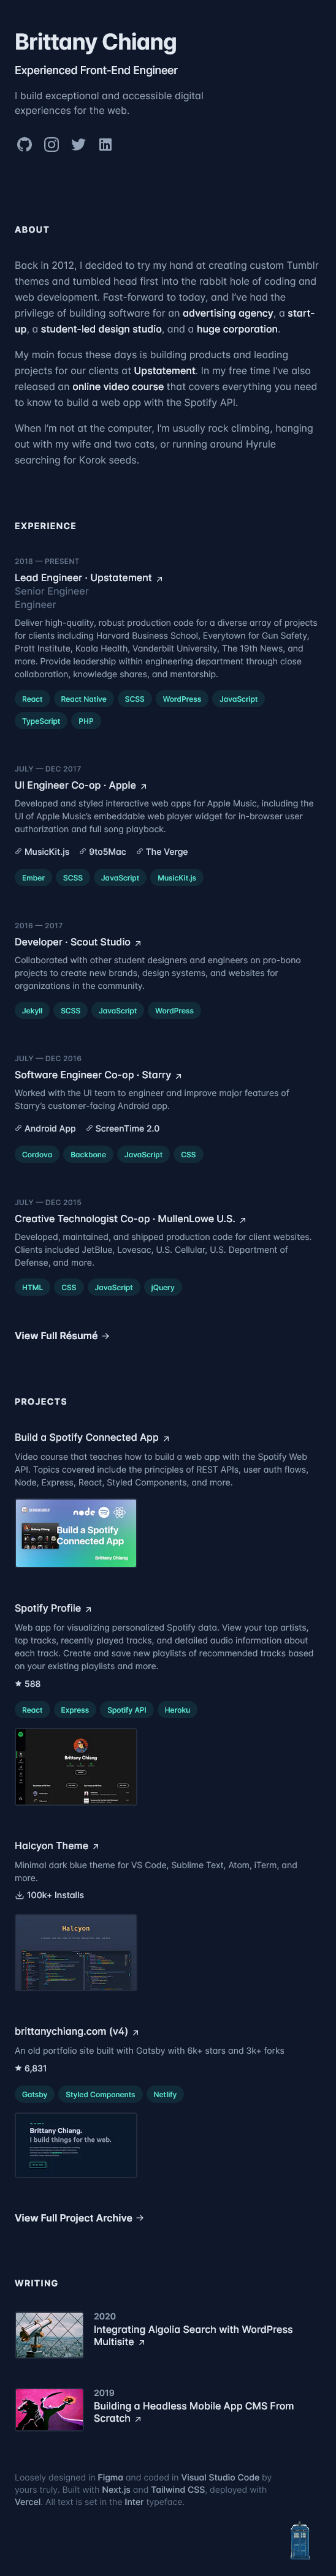 Brittany Chiang
Experienced Front-End Engineer
I build exceptional and accessible digital
experiences for the web.
ABOUT
Back in 2012, I decided to try my hand at creating custom Tumblr
themes and tumbled head first into the rabbit hole of coding and
web development. Fast-forward to today, and I've had the
privilege of building software for an advertising agency, a start-
up, a student-led design studio, and a huge corporation.
My main focus these days is building products and leading
projects for our clients at Upstatement. In my free time I've also
released an online video course that covers everything you need
to know to build a web app with the Spotify API.
When I'm not at the computer, I'm usually rock climbing, hanging
out with my wife and two cats, or running around Hyrule
searching for Korok seeds.
EXPERIENCE
2018 — PRESENT
Lead Engineer · Upstatement
Senior Engineer
Engineer
Deliver high-quality, robust production code for a diverse array of projects
for clients including Harvard Business School, Everytown for Gun Safety,
Pratt Institute, Koala Health, Vanderbilt University, The 19th News, and
more. Provide leadership within engineering department through close
collaboration, knowledge shares, and mentorship.
React React Native SCSS WordPress JavaScript
TypeScript PHP
JULY — DEC 2017
UI Engineer Co-op · Apple
Developed and styled interactive web apps for Apple Music, including the
UI of Apple Music's embeddable web player widget for in-browser user
authorization and full song playback.
MusicKit.js 9to5Mac The Verge
Ember SCSS JavaScript MusicKit.js
2016 — 2017
Developer · Scout Studio
Collaborated with other student designers and engineers on pro-bono
projects to create new brands, design systems, and websites for
organizations in the community.
Jekyll SCSS JavaScript WordPress
JULY — DEC 2016
Software Engineer Co-op · Starry
Worked with the UI team to engineer and improve major features of
Starry's customer-facing Android app.
Android App ScreenTime 2.0
Cordova Backbone JavaScript CSS
JULY — DEC 2015
Creative Technologist Co-op · MullenLowe U.S.
Developed, maintained, and shipped production code for client websites.
Clients included JetBlue, Lovesac, U.S. Cellular, U.S. Department of
Defense, and more.
HTML CSS JavaScript jQuery
View Full Résumé
PROJECTS
Build a Spotify Connected App
Video course that teaches how to build a web app with the Spotify Web
API. Topics covered include the principles of REST APIs, user auth flows,
Node, Express, React, Styled Components, and more.
node
Build a Spotify
Connected App
Brittany Chiang
Spotify Profile
Web app for visualizing personalized Spotify data. View your top artists,
top tracks, recently played tracks, and detailed audio information about
each track. Create and save new playlists of recommended tracks based
on your existing playlists and more.
588
React Express Spotify API Heroku
Brittany Chiang
Halcyon Theme
Minimal dark blue theme for VS Code, Sublime Text, Atom, iTerm, and
more.
100k+ Installs
Halcyon
brittanychiang.com (v4)
An old portfolio site built with Gatsby with 6k+ stars and 3k+ forks
6,831
Gatsby Styled Components Netlify
Brittany Chiang.
I build things for the web.
View Full Project Archive
WRITING
2020
Integrating Algolia Search with WordPress
Multisite
2019
Building a Headless Mobile App CMS From
Scratch
Loosely designed in Figma and coded in Visual Studio Code by
yours truly. Built with Next.js and Tailwind CSS, deployed with
Vercel. All text is set in the Inter typeface.